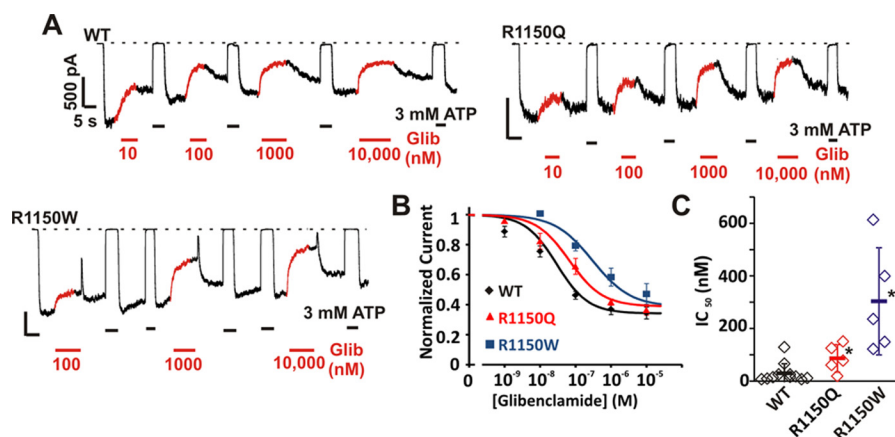 A
WT
500 pA
5 s
3 mM ATP
Glib
(nM)
10
100
1000
10,000
R1150Q
3 mM ATP
Glib
(nM)
10
100
1000
10,000
R1150W
3 mM ATP
Glib
(nM)
100
1000
10,000
B
Normalized Current
1
0.8
0.6
0.4
0.2
0
WT
R1150Q
R1150W
0 10⁻⁹ 10⁻⁸ 10⁻⁷ 10⁻⁶ 10⁻⁵
[Glibenclamide] (M)
C
IC₅₀ (nM)
600
400
200
0
*
*
WT
R1150Q
R1150W